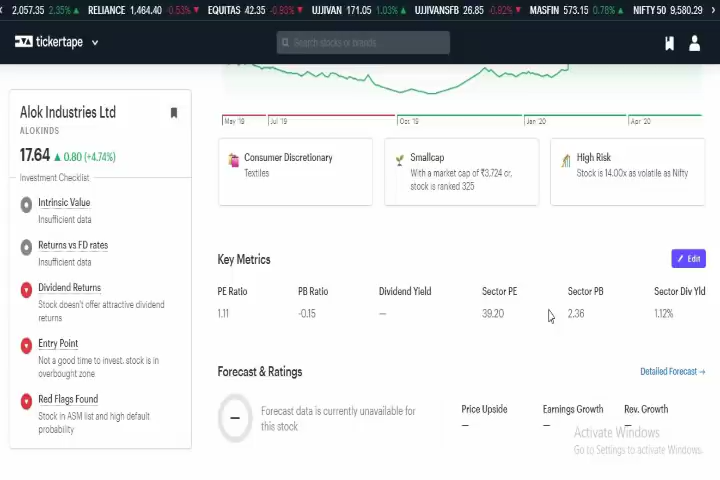 2,057.35 2.35% ▲ RELIANCE 1,464.40 -0.53% ▼ EQUITAS 42.35 -0.93% ▼ UJJIVAN 171.05 1.03% ▲ UJJIVANSFB 26.85 -0.92% ▼ MASFIN 573.15 0.78% ▲ NIFTY 50 9,580.29
tickertape
Search stocks or brands
May '19 Jul '19 Oct '19 Jan '20 Apr '20
Alok Industries Ltd
ALOKINDS
17.64 ▲ 0.80 (+4.74%)
Investment Checklist
Intrinsic Value
Insufficient data
Returns vs FD rates
Insufficient data
Dividend Returns
Stock doesn't offer attractive dividend
returns
Entry Point
Not a good time to invest, stock is in
overbought zone
Red Flags Found
Stock in ASM list and high default
probability
Consumer Discretionary
Textiles
Smallcap
With a market cap of ₹3,724 cr,
stock is ranked 325
High Risk
Stock is 14.00x as volatile as Nifty
Key Metrics
Edit
PE Ratio PB Ratio Dividend Yield Sector PE Sector PB Sector Div Yld
1.11 -0.15 — 39.20 2.36 1.12%
Forecast & Ratings
Detailed Forecast →
Forecast data is currently unavailable for
this stock
Price Upside Earnings Growth Rev. Growth
— — —
Activate Windows
Go to Settings to activate Windows.